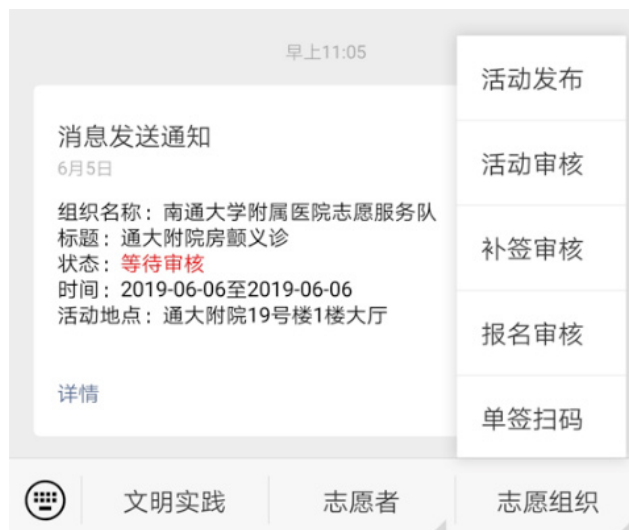 早上11:05
消息发送通知
6月5日
组织名称：南通大学附属医院志愿服务队
标题：通大附院房颤义诊
状态：等待审核
时间：2019-06-06至2019-06-06
活动地点：通大附院19号楼1楼大厅
详情
活动发布
活动审核
补签审核
报名审核
单签扫码
文明实践
志愿者
志愿组织